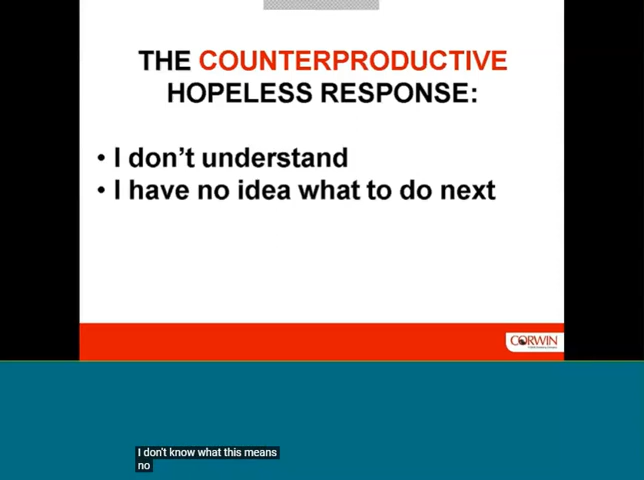 THE COUNTERPRODUCTIVE
HOPELESS RESPONSE:
• I don't understand
• I have no idea what to do next
CORWIN
I don't know what this means
no